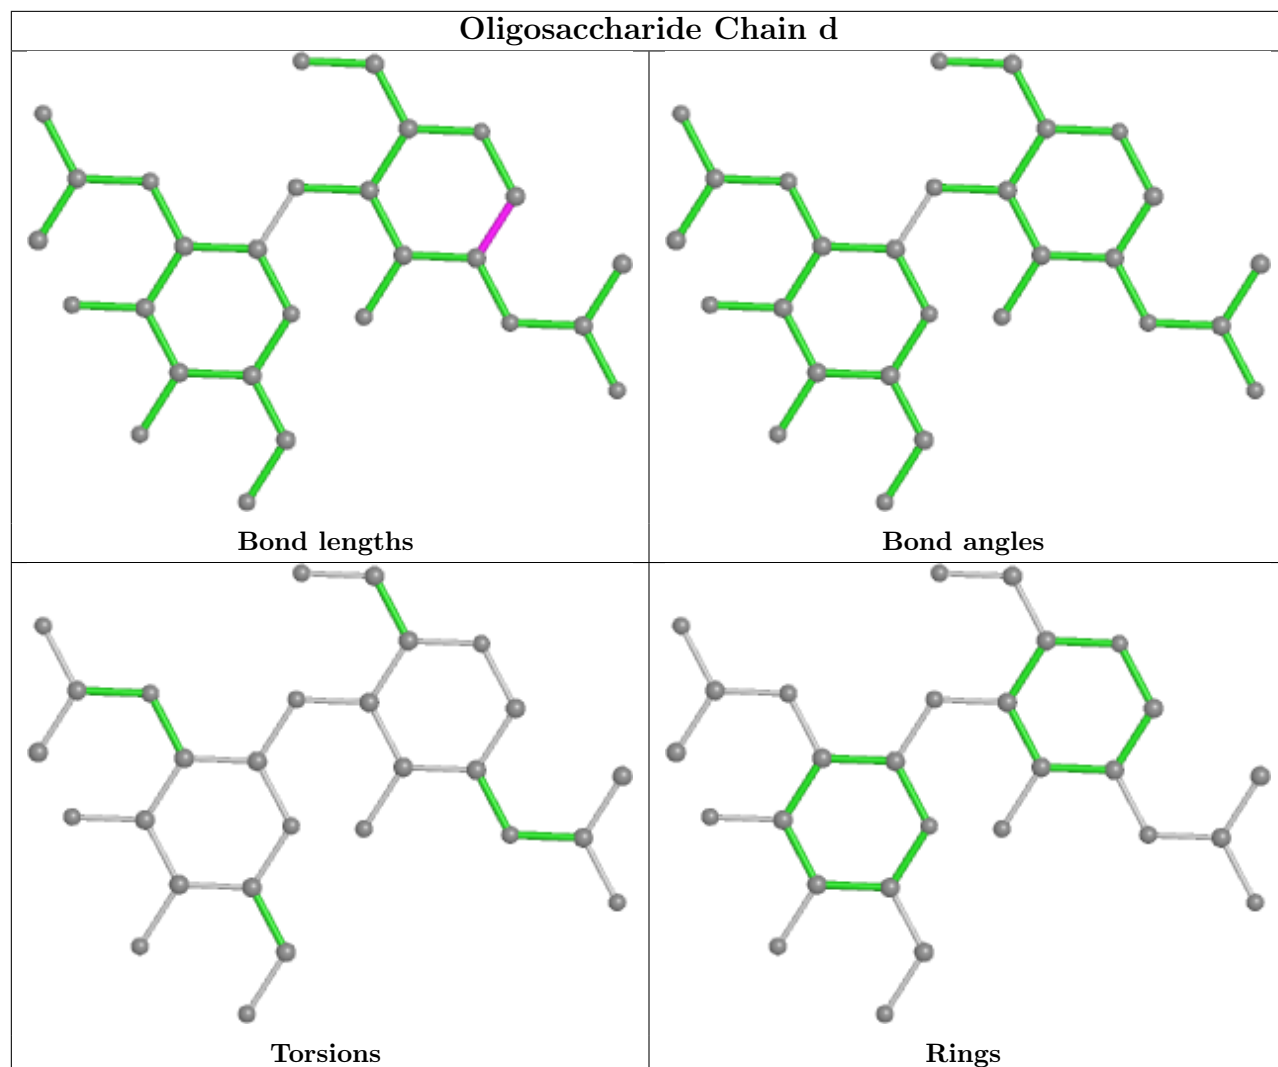 Oligosaccharide Chain d
Bond lengths
Bond angles
Torsions
Rings